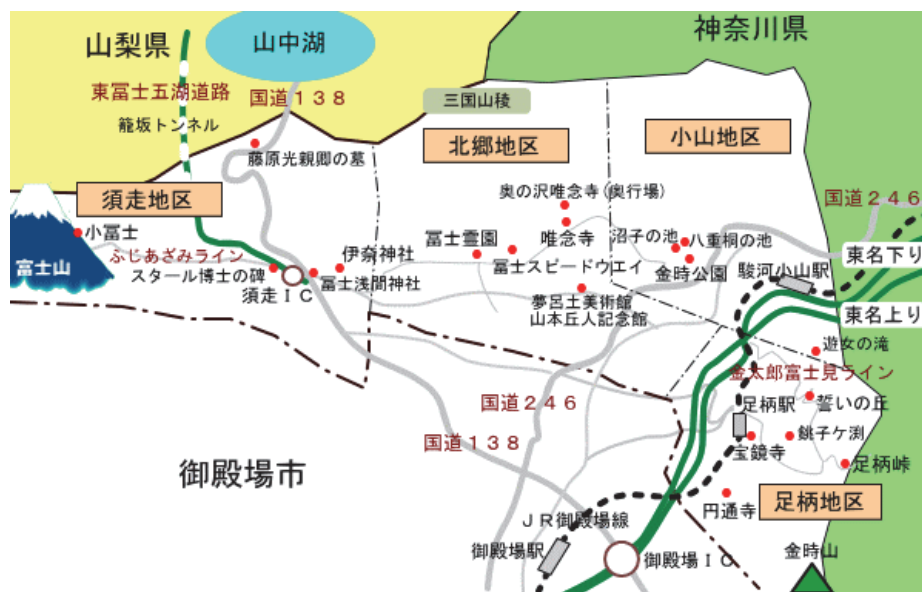 山梨県
山中湖
神奈川県
東冨士五湖道路
国道138
三国山稜
籠坂トンネル
藤原光親卿の墓
北郷地区
小山地区
須走地区
奥の沢唯念寺(奥行場)
国道246
小冨士
ふじあざみライン
伊奈神社
冨士霊園
唯念寺
沼子の池
八重桐の池
東名下り
富士山
スタール博士の碑
冨士スピードウエイ
金時公園
駿河小山駅
須走IC
冨士浅間神社
夢呂土美術館
山本丘人記念館
東名上り
遊女の滝
金太郎富士見ライン
国道246
足柄駅
誓いの丘
国道138
宝鏡寺
銚子ケ渕
足柄峠
御殿場市
円通寺
足柄地区
JR御殿場線
御殿場駅
御殿場IC
金時山